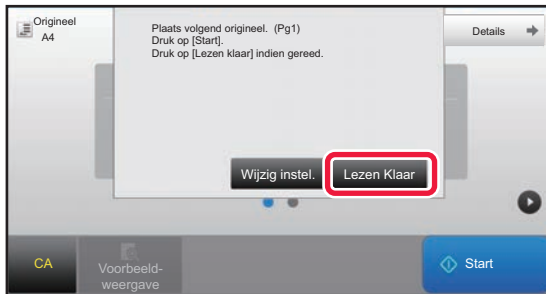 Origineel
A4
Plaats volgend origineel. (Pg1)
Druk op [Start].
Druk op [Lezen klaar] indien gereed.
Details
Wijzig instel.
Lezen Klaar
CA
Voorbeeld-
weergave
Start